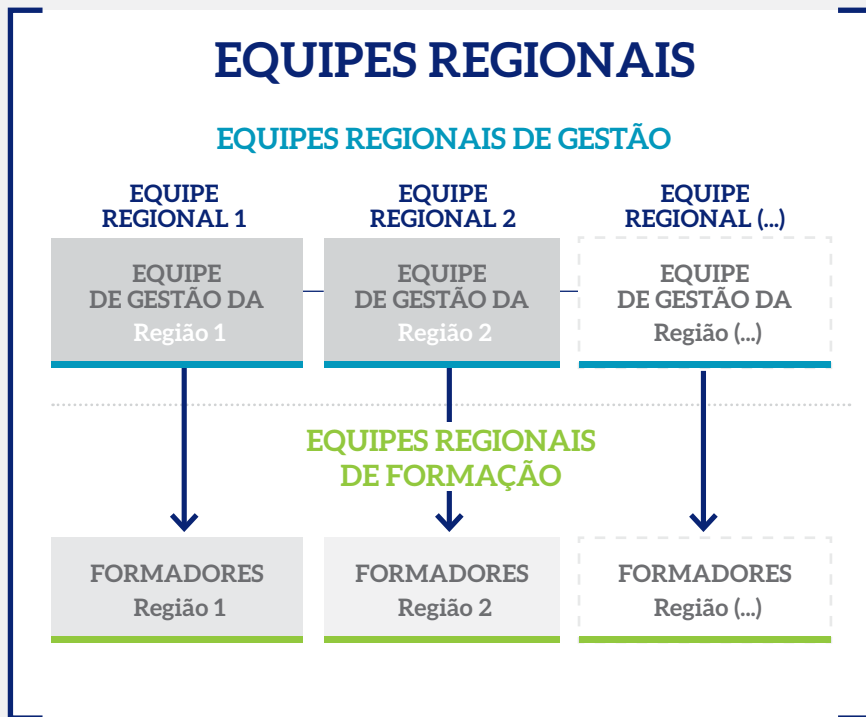 EQUIPES REGIONAIS
EQUIPES REGIONAIS DE GESTÃO
EQUIPE
REGIONAL 1
EQUIPE
REGIONAL 2
EQUIPE
REGIONAL (...)
EQUIPE
DE GESTÃO DA
Região 1
EQUIPE
DE GESTÃO DA
Região 2
EQUIPE
DE GESTÃO DA
Região (...)
EQUIPES REGIONAIS
DE FORMAÇÃO
FORMADORES
Região 1
FORMADORES
Região 2
FORMADORES
Região (...)